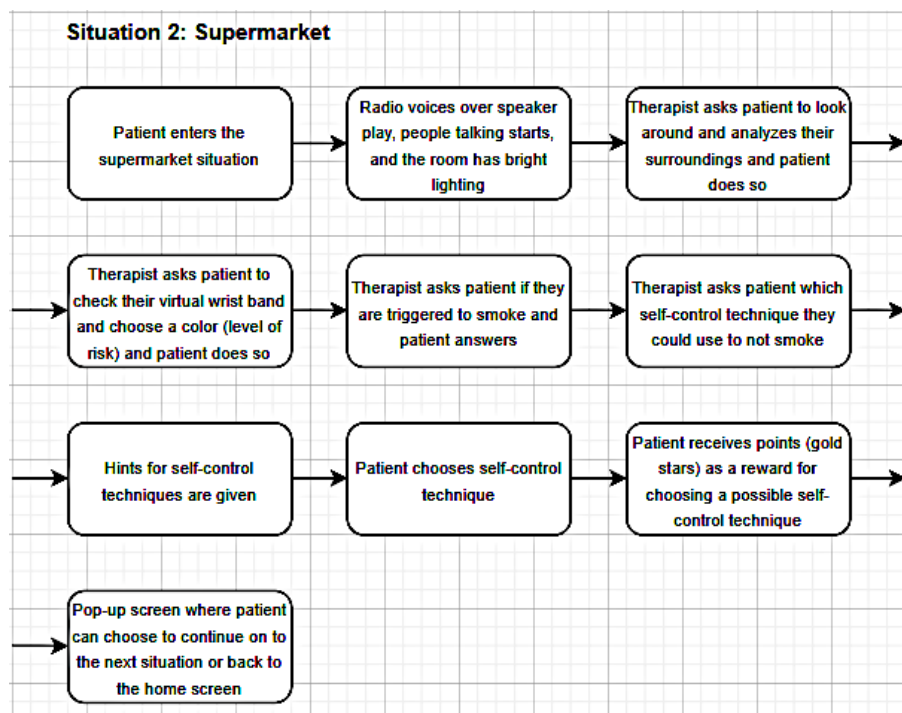 Situation 2: Supermarket
Patient enters the
supermarket situation
Radio voices over speaker
play, people talking starts,
and the room has bright
lighting
Therapist asks patient to look
around and analyzes their
surroundings and patient
does so
Therapist asks patient to
check their virtual wrist band
and choose a color (level of
risk) and patient does so
Therapist asks patient if they
are triggered to smoke and
patient answers
Therapist asks patient which
self-control technique they
could use to not smoke
Hints for self-control
techniques are given
Patient chooses self-control
technique
Patient receives points (gold
stars) as a reward for
choosing a possible self-
control technique
Pop-up screen where patient
can choose to continue on to
the next situation or back to
the home screen